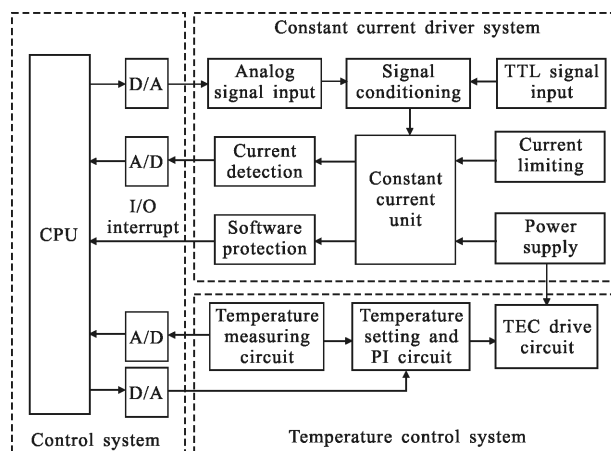 Constant current driver system
D/A
Analog
signal input
Signal
conditioning
TTL signal
input
A/D
Current
detection
Constant
current
unit
Current
limiting
I/O
interrupt
CPU
Software
protection
Power
supply
A/D
Temperature
measuring
circuit
Temperature
setting and
PI circuit
TEC drive
circuit
D/A
Control system
Temperature control system